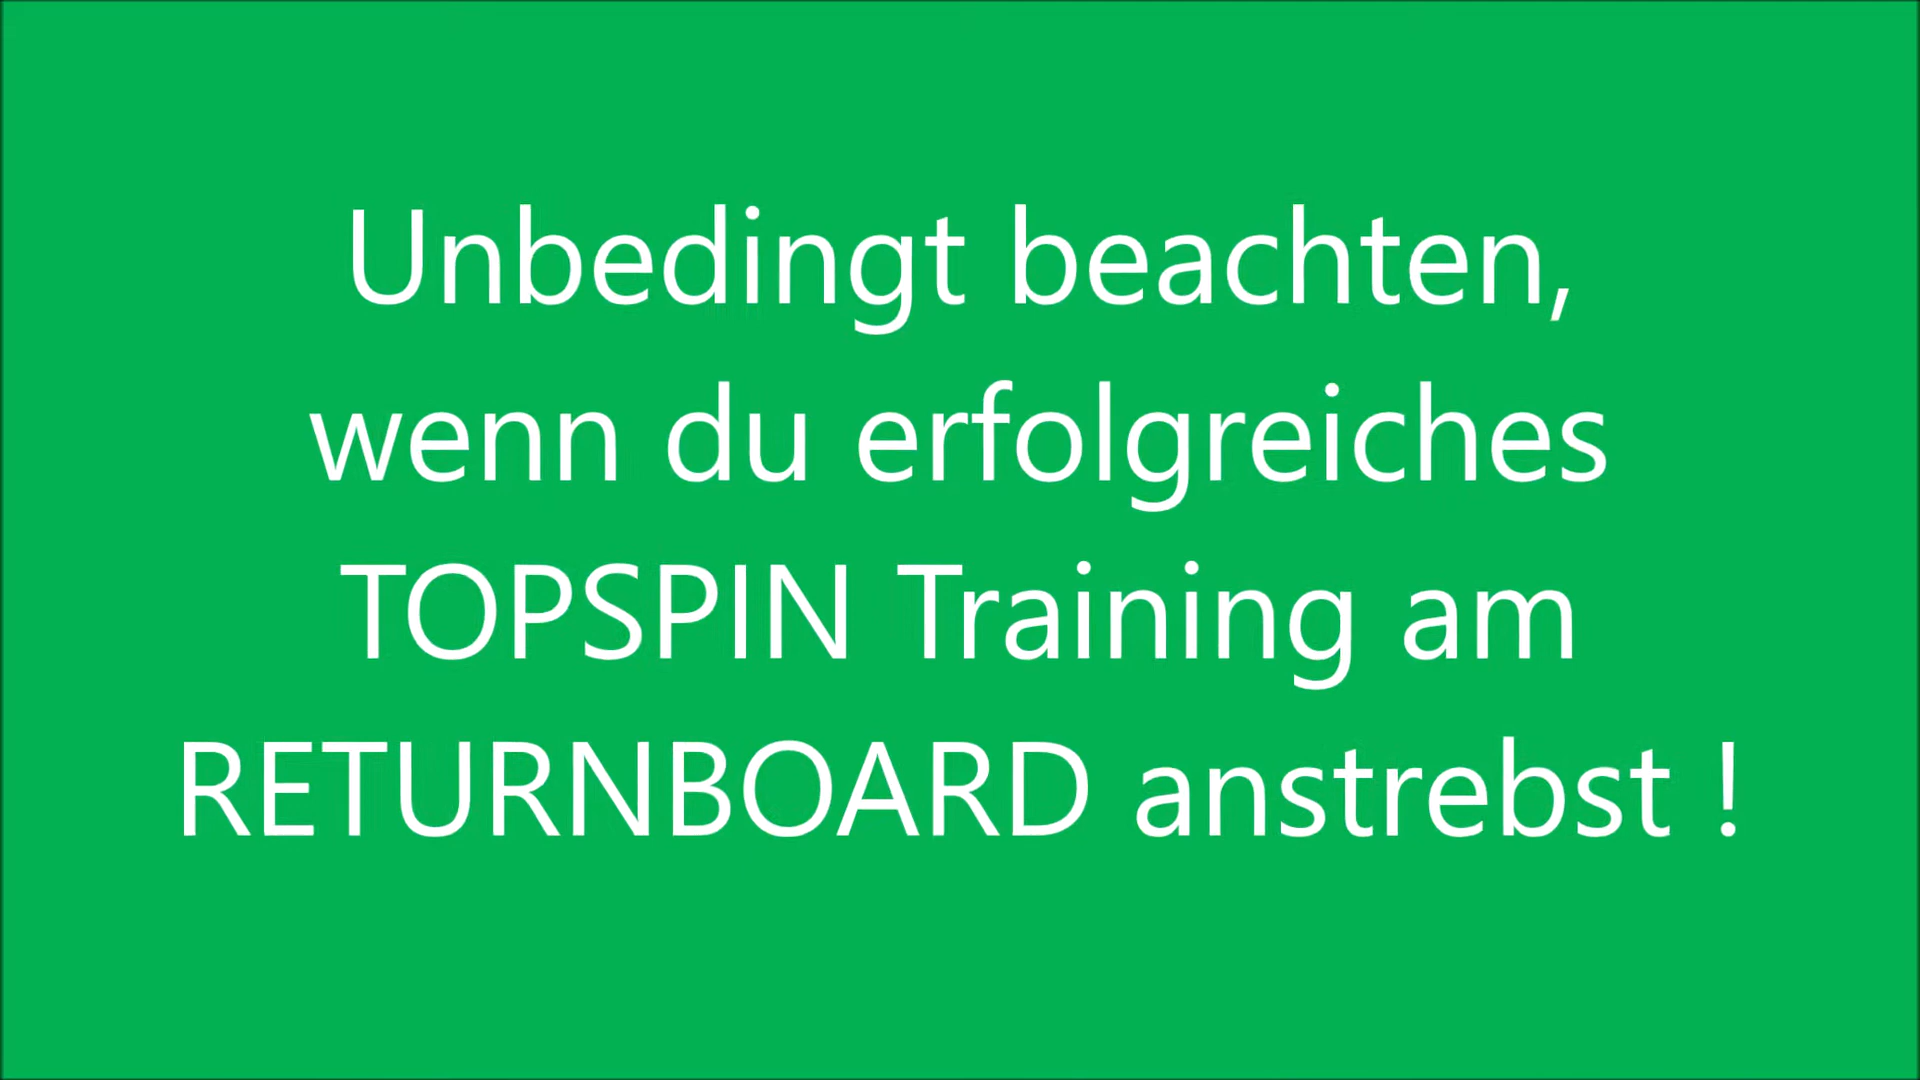 Unbedingt beachten,
wenn du erfolgreiches
TOPSPIN Training am
RETURNBOARD anstrebst !